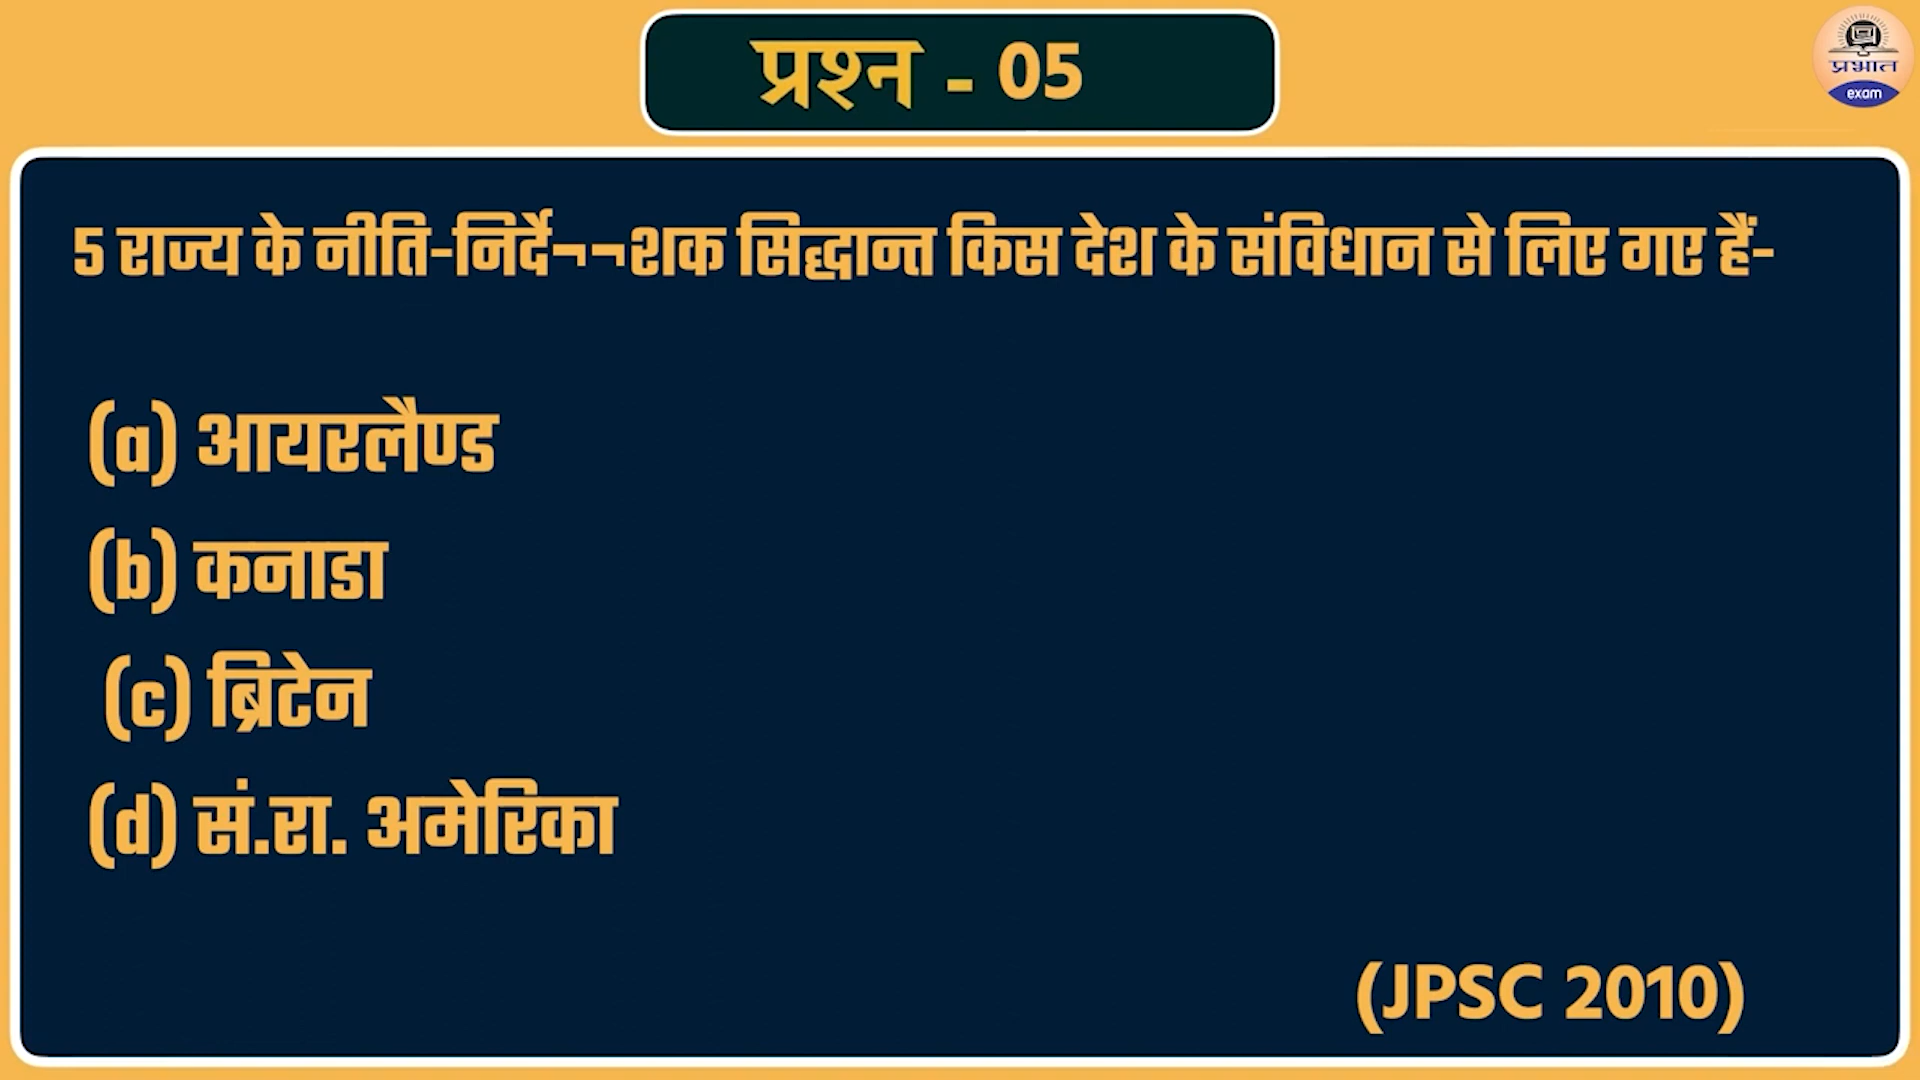 प्रश्न - 05
प्रभात
exam
5 राज्य के नीति-निर्दे¬¬शक सिद्धान्त किस देश के संविधान से लिए गए हैं-
(a) आयरलैण्ड
(b) कनाडा
(c) ब्रिटेन
(d) सं.रा. अमेरिका
(JPSC 2010)